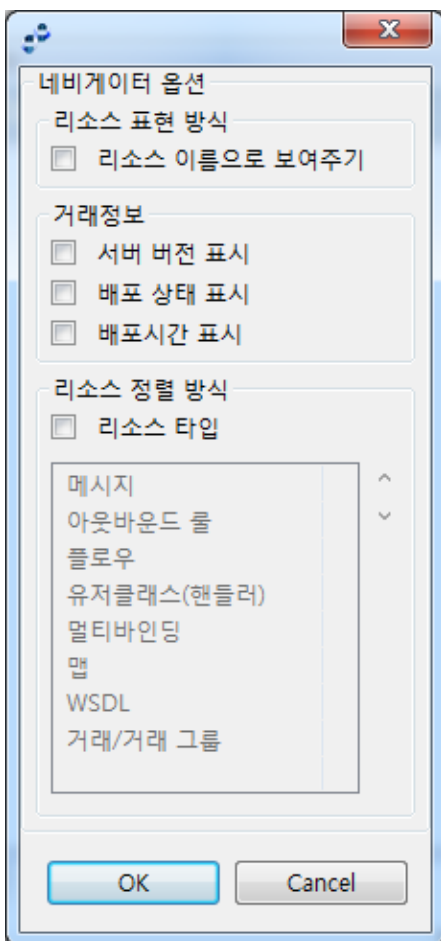 네비게이터 옵션
리소스 표현 방식
리소스 이름으로 보여주기
거래정보
서버 버전 표시
배포 상태 표시
배포시간 표시
리소스 정렬 방식
리소스 타입
메시지
아웃바운드 룰
플로우
유저클래스(핸들러)
멀티바인딩
맵
WSDL
거래/거래 그룹
OK
Cancel